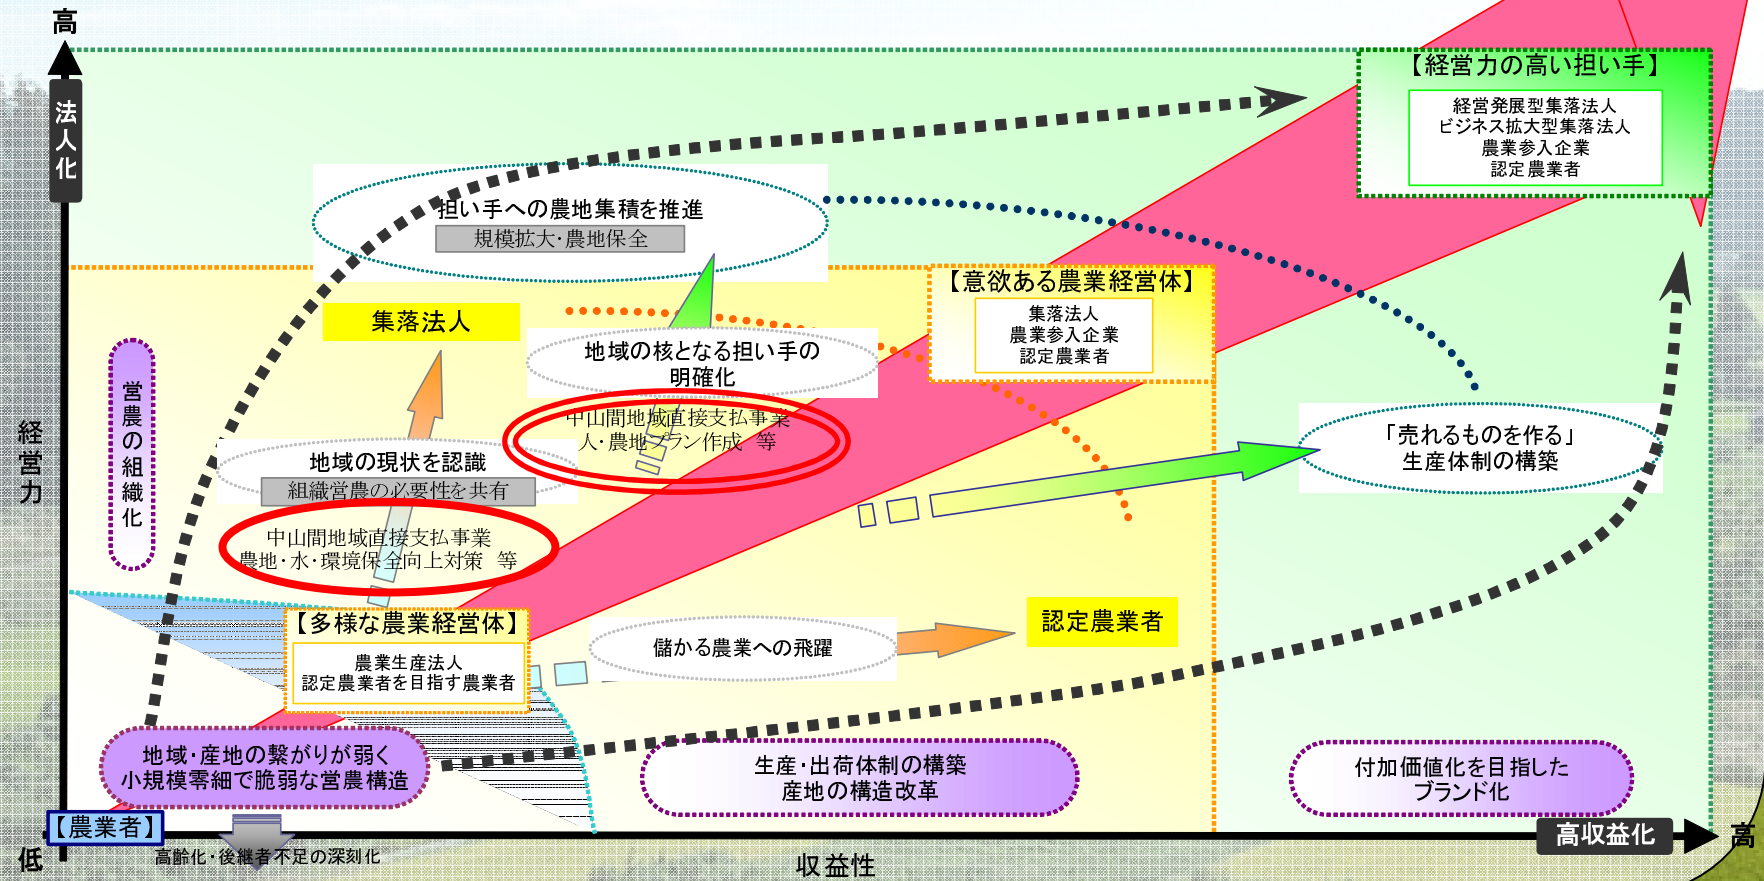 高
法人化
経営力
低
【経営力の高い担い手】
経営発展型集落法人
ビジネス拡大型集落法人
農業参入企業
認定農業者
担い手への農地集積を推進
規模拡大・農地保全
【意欲ある農業経営体】
集落法人
農業参入企業
認定農業者
集落法人
地域の核となる担い手の
明確化
中山間地域直接支払事業
人・農地プラン作成 等
営農の組織化
地域の現状を認識
組織営農の必要性を共有
中山間地域直接支払事業
農地・水・環境保全向上対策 等
「売れるものを作る」
生産体制の構築
【多様な農業経営体】
農業生産法人
認定農業者を目指す農業者
儲かる農業への飛躍
認定農業者
地域・産地の繋がりが弱く
小規模零細で脆弱な営農構造
生産・出荷体制の構築
産地の構造改革
付加価値化を目指した
ブランド化
【農業者】
高齢化・後継者不足の深刻化
収益性
高収益化
高